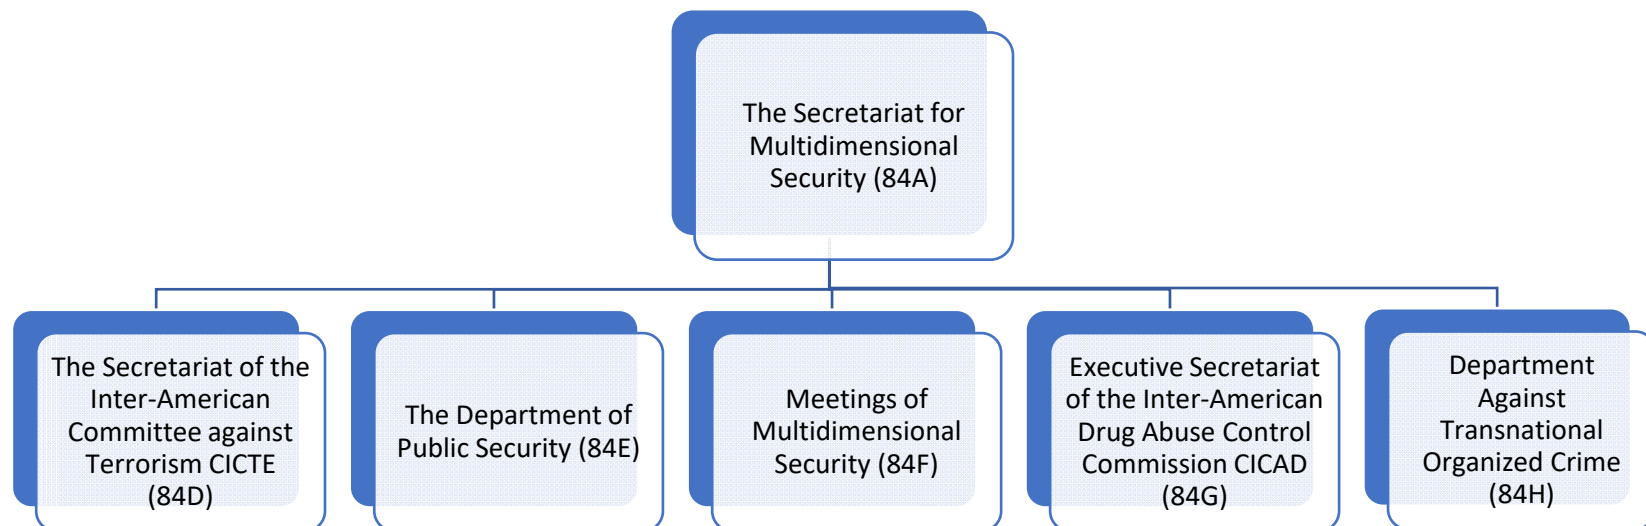 The Secretariat for
Multidimensional
Security (84A)
The Secretariat of the
Inter-American
Committee against
Terrorism CICTE
(84D)
The Department of
Public Security (84E)
Meetings of
Multidimensional
Security (84F)
Executive Secretariat
of the Inter-American
Drug Abuse Control
Commission CICAD
(84G)
Department
Against
Transnational
Organized Crime
(84H)